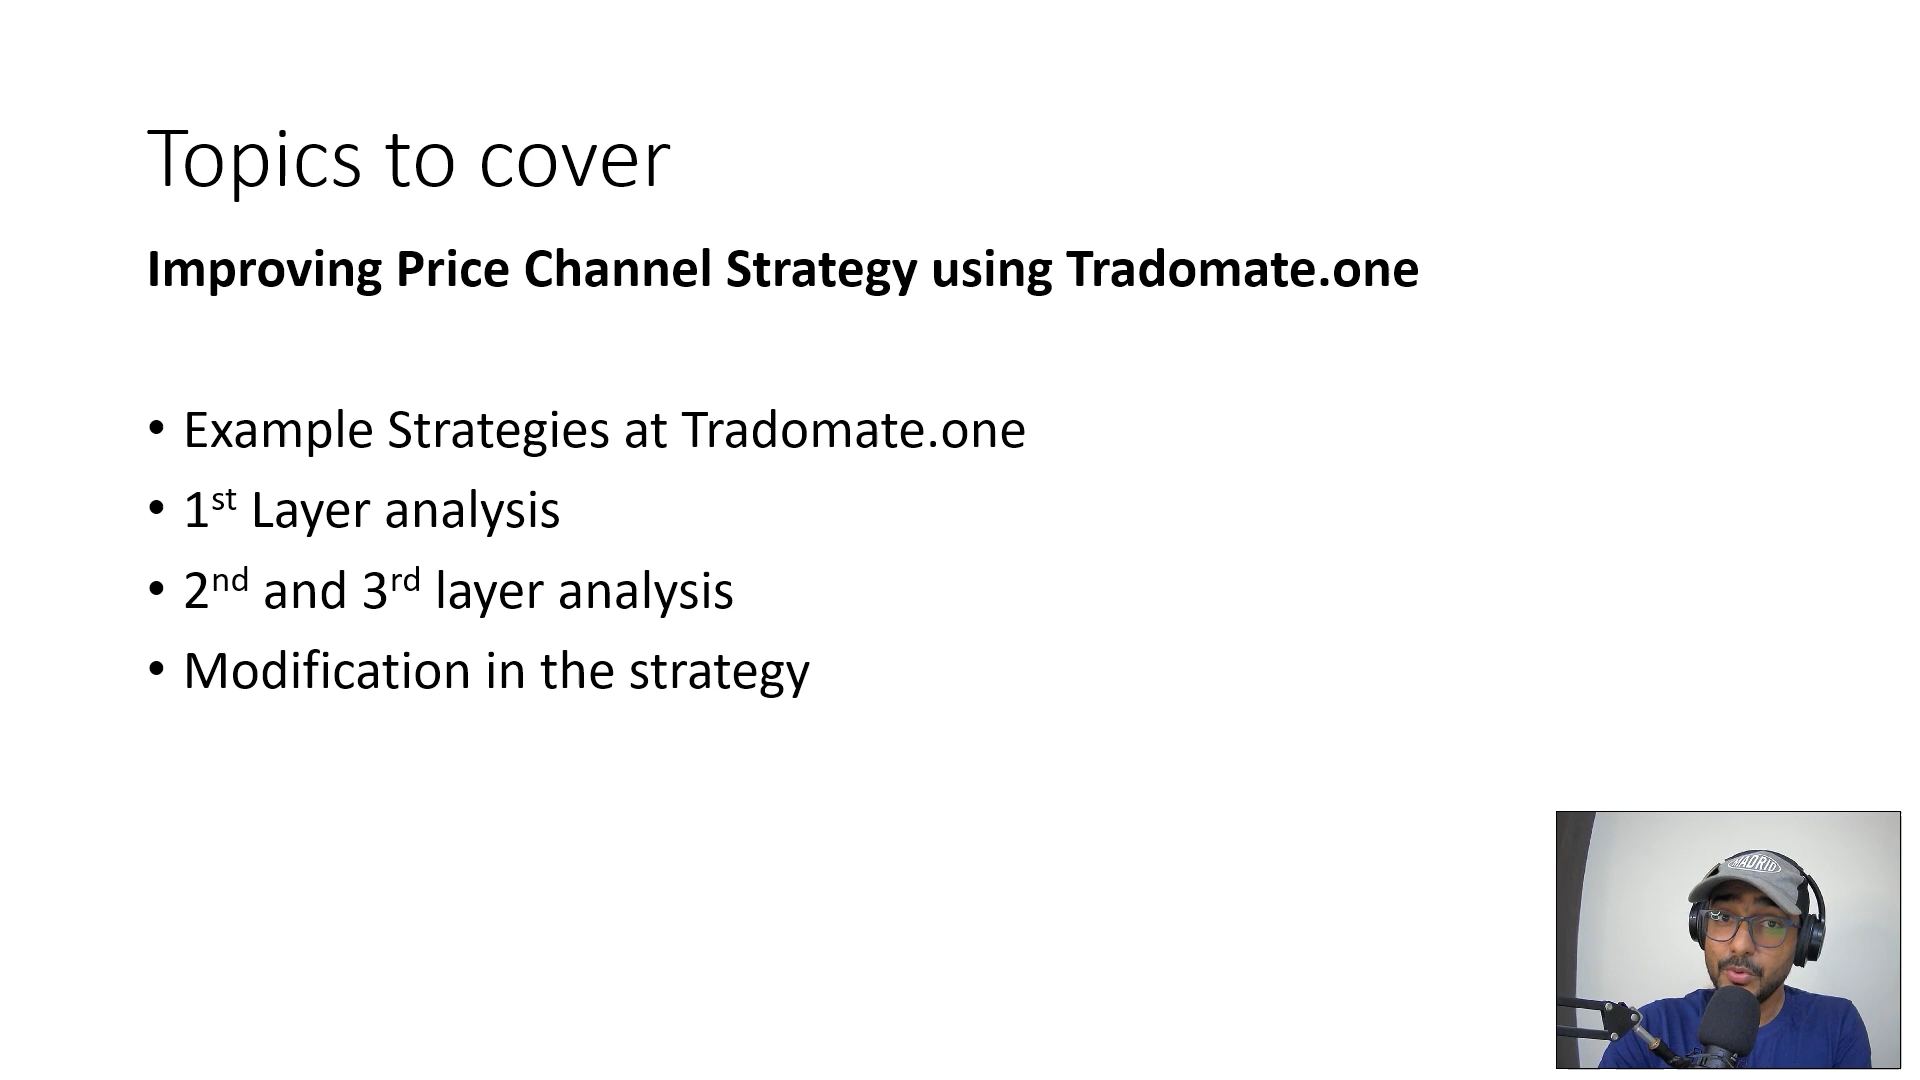 Topics to cover
Improving Price Channel Strategy using Tradomate.one
• Example Strategies at Tradomate.one
• 1st Layer analysis
• 2nd and 3rd layer analysis
• Modification in the strategy
MADRID